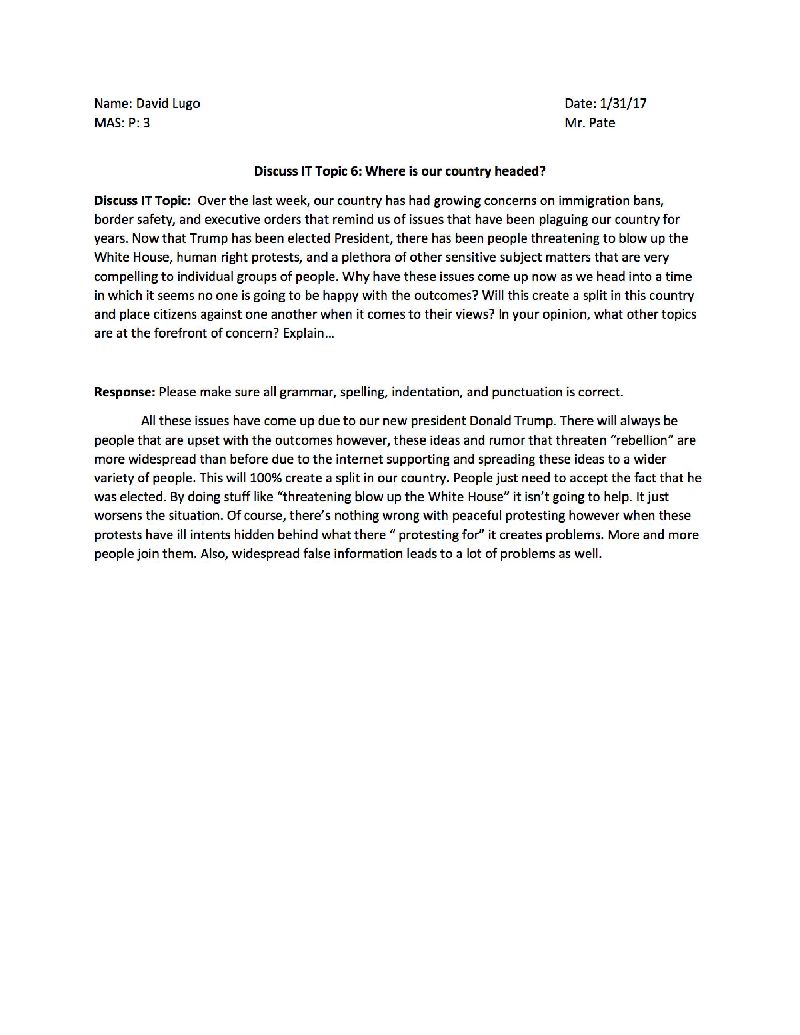 Name: David Lugo Date: 1/31/17
MAS: P: 3 Mr. Pate
Discuss IT Topic 6: Where is our country headed?
Discuss IT Topic:  Over the last week, our country has had growing concerns on immigration bans,
border safety, and executive orders that remind us of issues that have been plaguing our country for
years. Now that Trump has been elected President, there has been people threatening to blow up the
White House, human right protests, and a plethora of other sensitive subject matters that are very
compelling to individual groups of people. Why have these issues come up now as we head into a time
in which it seems no one is going to be happy with the outcomes? Will this create a split in this country
and place citizens against one another when it comes to their views? In your opinion, what other topics
are at the forefront of concern? Explain...
Response: Please make sure all grammar, spelling, indentation, and punctuation is correct.
All these issues have come up due to our new president Donald Trump. There will always be
people that are upset with the outcomes however, these ideas and rumor that threaten “rebellion” are
more widespread than before due to the internet supporting and spreading these ideas to a wider
variety of people. This will 100% create a split in our country. People just need to accept the fact that he
was elected. By doing stuff like “threatening blow up the White House” it isn’t going to help. It just
worsens the situation. Of course, there’s nothing wrong with peaceful protesting however when these
protests have ill intents hidden behind what there “ protesting for” it creates problems. More and more
people join them. Also, widespread false information leads to a lot of problems as well.